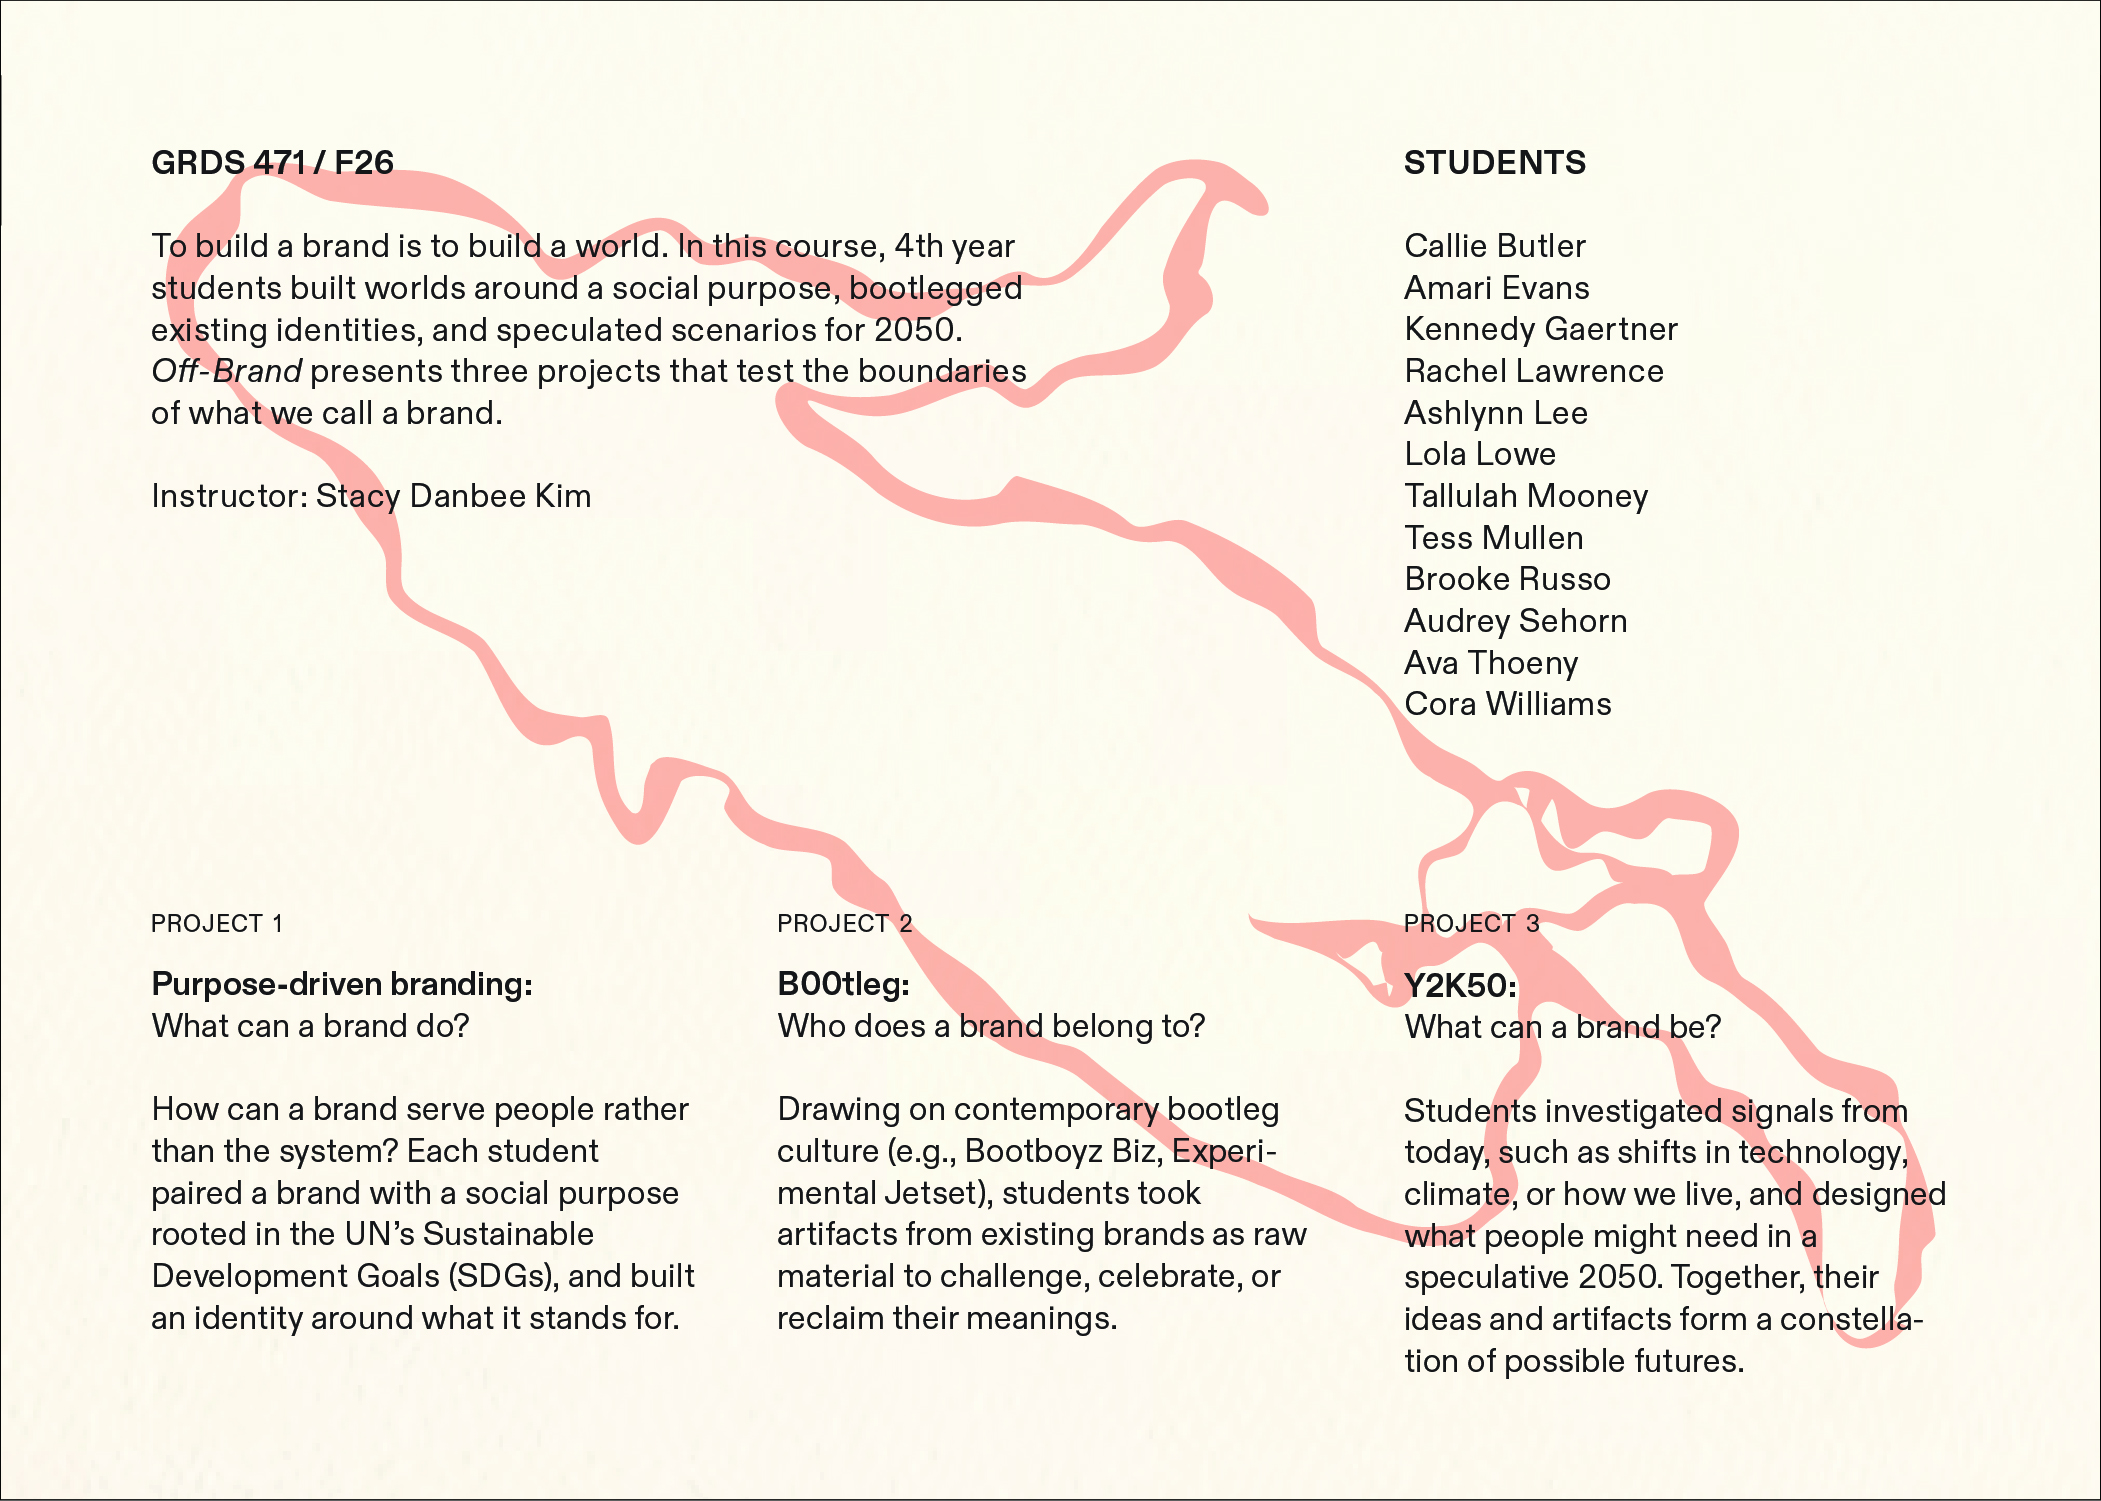 GRDS 471 / F26
To build a brand is to build a world. In this course, 4th year
students built worlds around a social purpose, bootlegged
existing identities, and speculated scenarios for 2050.
Off-Brand presents three projects that test the boundaries
of what we call a brand.
Instructor: Stacy Danbee Kim
STUDENTS
Callie Butler
Amari Evans
Kennedy Gaertner
Rachel Lawrence
Ashlynn Lee
Lola Lowe
Tallulah Mooney
Tess Mullen
Brooke Russo
Audrey Sehorn
Ava Thoeny
Cora Williams
PROJECT 1
Purpose-driven branding:
What can a brand do?
How can a brand serve people rather
than the system? Each student
paired a brand with a social purpose
rooted in the UN’s Sustainable
Development Goals (SDGs), and built
an identity around what it stands for.
PROJECT 2
B00tleg:
Who does a brand belong to?
Drawing on contemporary bootleg
culture (e.g., Bootboyz Biz, Experi-
mental Jetset), students took
artifacts from existing brands as raw
material to challenge, celebrate, or
reclaim their meanings.
PROJECT 3
Y2K50:
What can a brand be?
Students investigated signals from
today, such as shifts in technology,
climate, or how we live, and designed
what people might need in a
speculative 2050. Together, their
ideas and artifacts form a constella-
tion of possible futures.